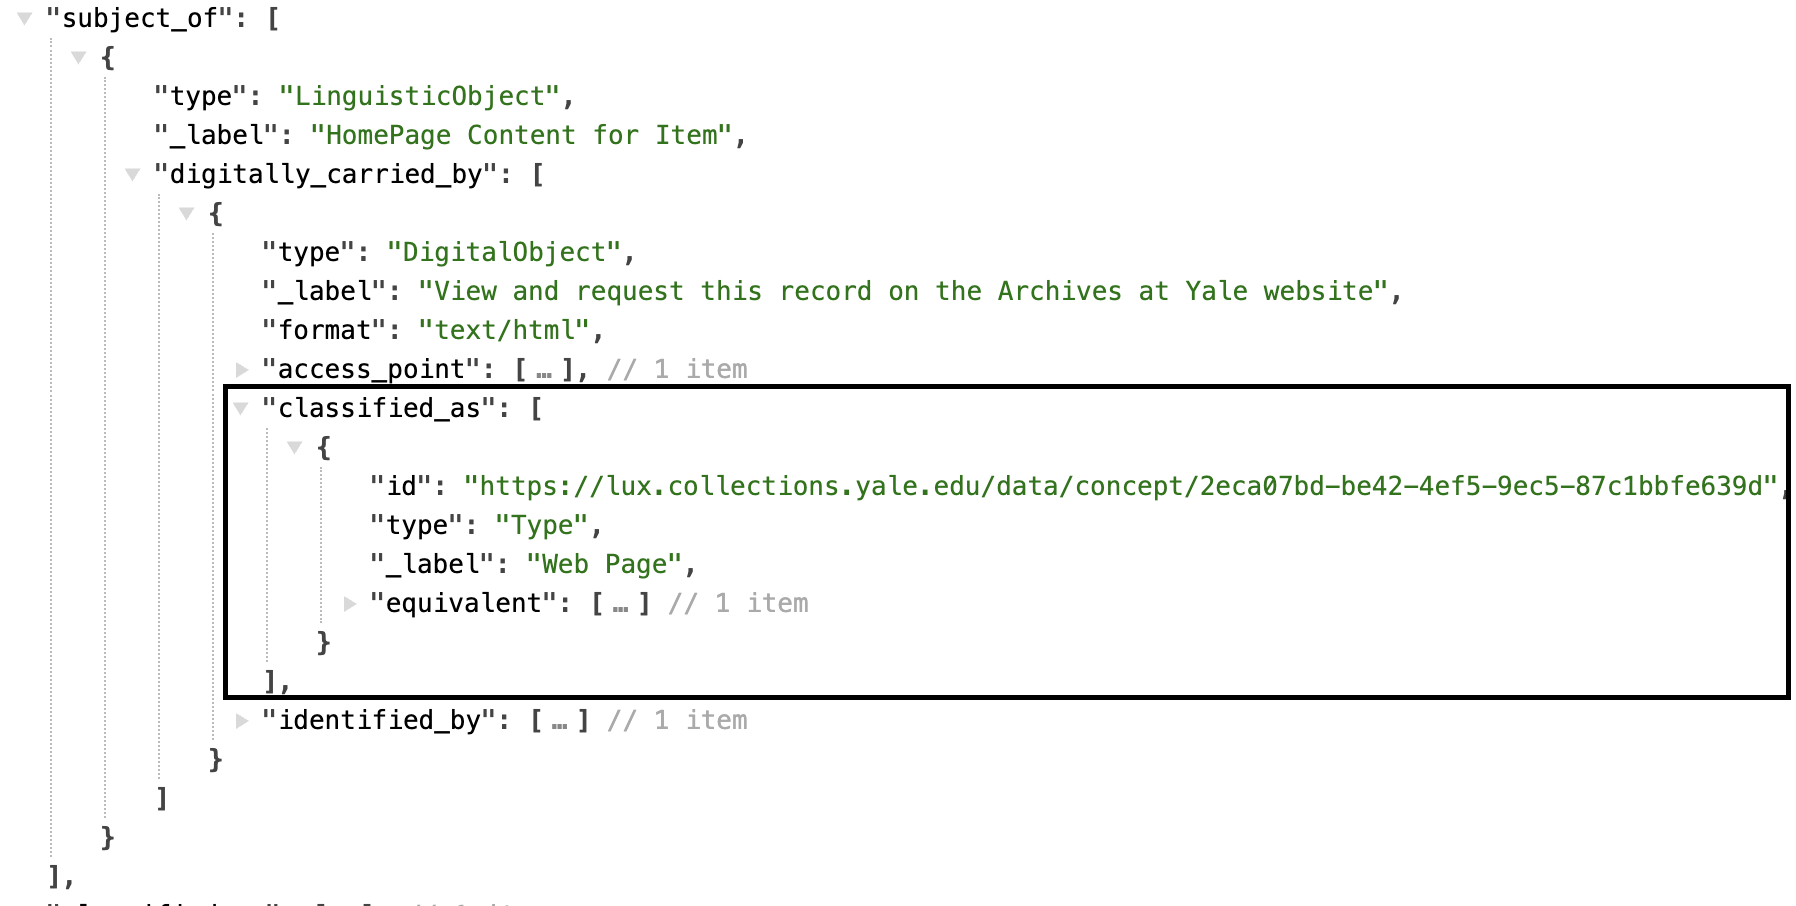 "subject_of": [
{
"type": "LinguisticObject",
"_label": "HomePage Content for Item",
"digitally_carried_by": [
{
"type": "DigitalObject",
"_label": "View and request this record on the Archives at Yale website",
"format": "text/html",
"access_point": [ … ], // 1 item
"classified_as": [
{
"id": "https://lux.collections.yale.edu/data/concept/2eca07bd-be42-4ef5-9ec5-87c1bbfe639d",
"type": "Type",
"_label": "Web Page",
"equivalent": [ … ] // 1 item
}
],
"identified_by": [ … ] // 1 item
}
]
}
],